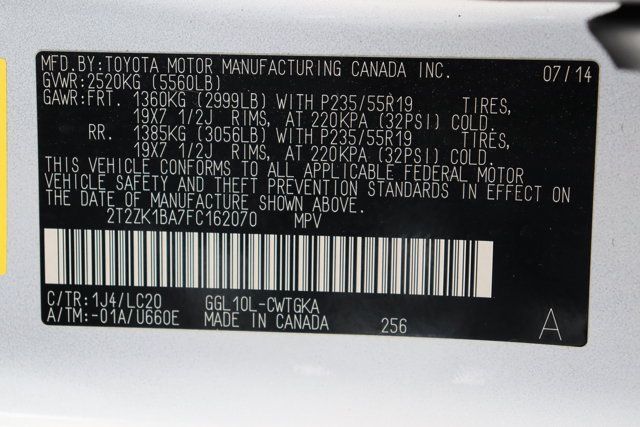 MFD.BY:TOYOTA MOTOR MANUFACTURING CANADA INC. 07/14
GVWR:2520KG (5560LB)
GAWR:FRT. 1360KG (2999LB) WITH P235/55R19 TIRES,
19X7 1/2J RIMS, AT 220KPA (32PSI) COLD.
RR. 1385KG (3056LB) WITH P235/55R19 TIRES,
19X7 1/2J RIMS, AT 220KPA (32PSI) COLD.
THIS VEHICLE CONFORMS TO ALL APPLICABLE FEDERAL MOTOR
VEHICLE SAFETY AND THEFT PREVENTION STANDARDS IN EFFECT ON
THE DATE OF MANUFACTURE SHOWN ABOVE.
2T2ZK1BA7FC162070 MPV
C/TR:1J4/LC20 GGL10L-CWTGKA
A/TM:-01A/U660E MADE IN CANADA 256 A